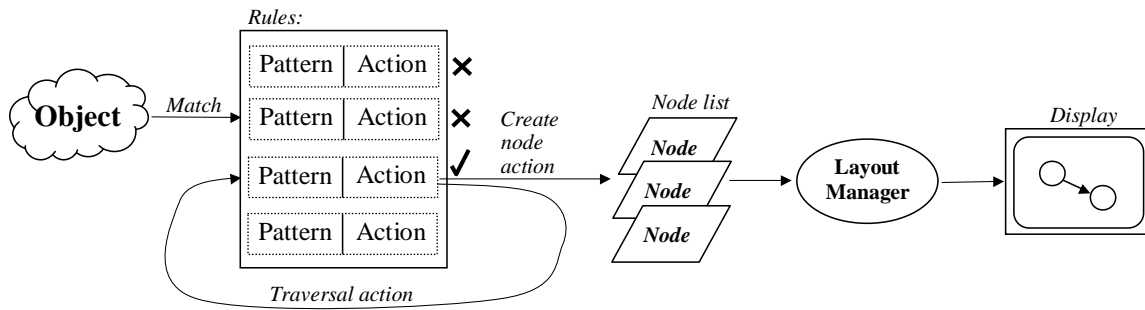 Rules:
Pattern Action
Object
Match
Pattern Action
Create
node
action
Pattern Action
Pattern Action
Traversal action
Node list
Node
Node
Node
Layout
Manager
Display